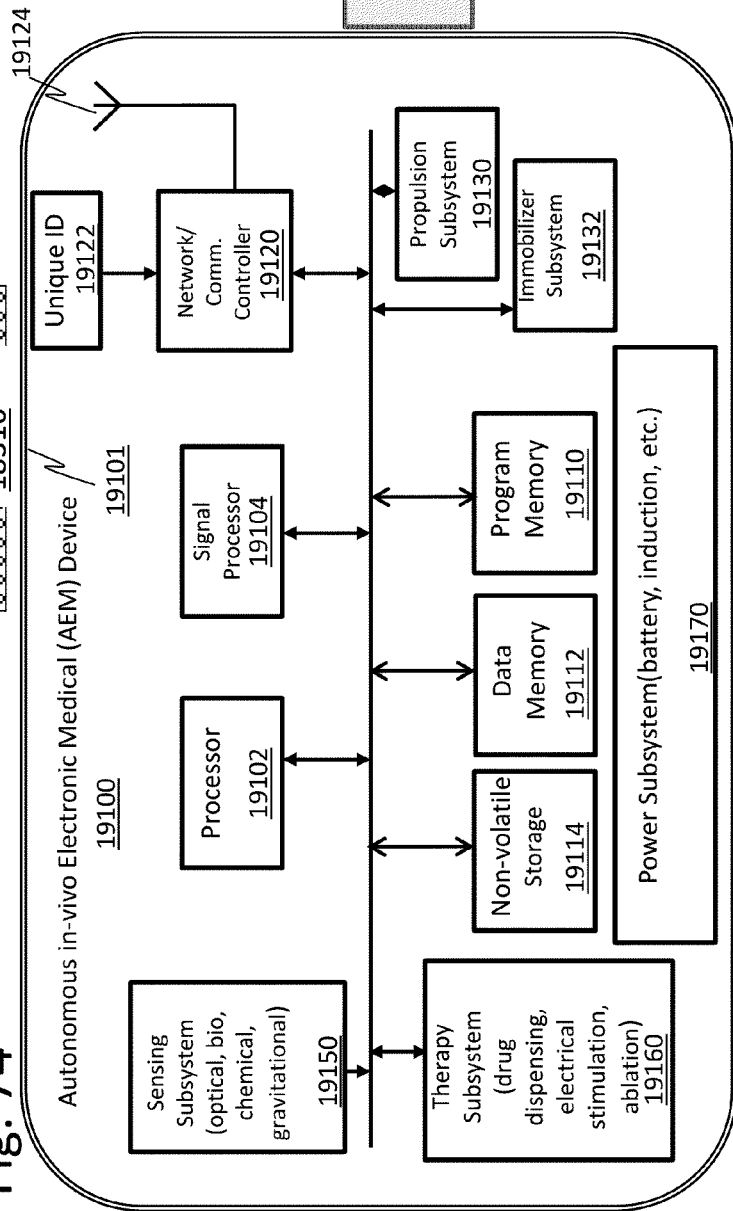 Fig. 74
19124
Autonomous in-vivo Electronic Medical (AEM) Device
19100
19101
Sensing
Subsystem
(optical, bio,
chemical,
gravitational)
19150
Processor
19102
Signal
Processor
19104
Unique ID
19122
Network/
Comm.
Controller
19120
Therapy
Subsystem
(drug
dispensing,
electrical
stimulation,
ablation)
19160
Non-volatile
Storage
19114
Data
Memory
19112
Program
Memory
19110
Propulsion
Subsystem
19130
Immobilizer
Subsystem
19132
Power Subsystem(battery, induction, etc.)
19170